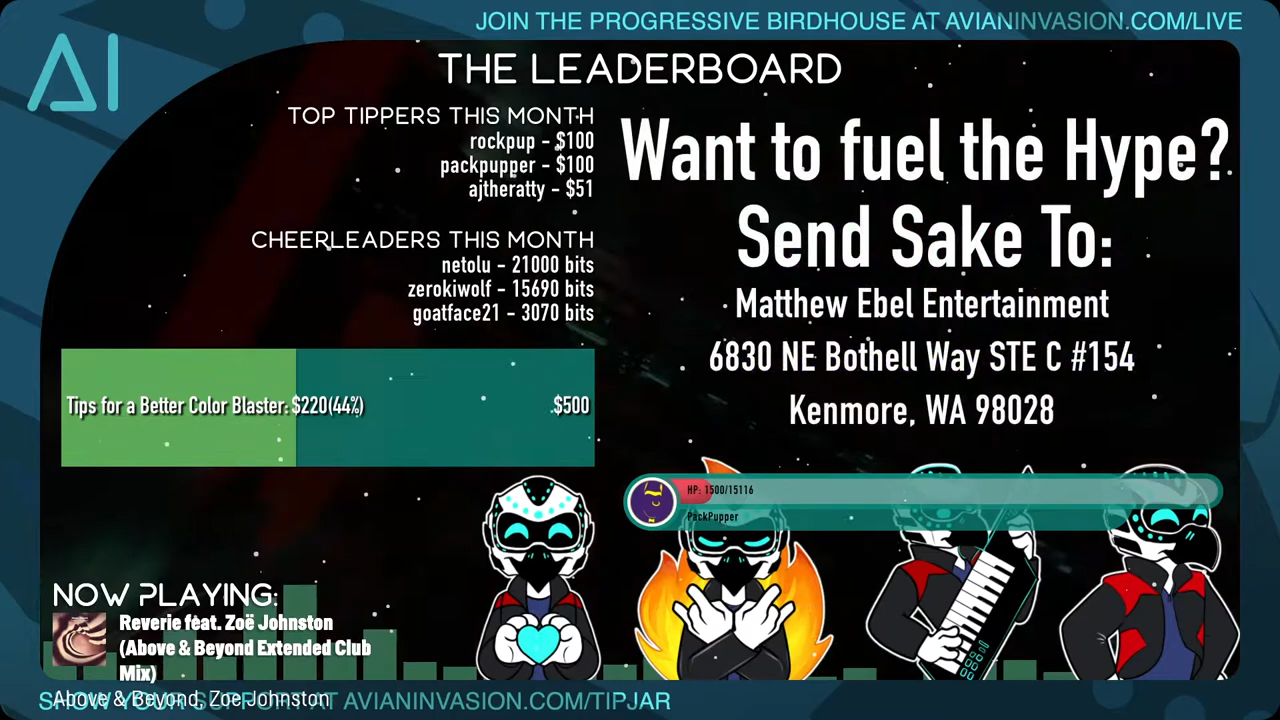 JOIN THE PROGRESSIVE BIRDHOUSE AT AVIANINVASION.COM/LIVE
AI
THE LEADERBOARD
TOP TIPPERS THIS MONTH
rockpup - $100
packpupper - $100
ajtheratty - $51
CHEERLEADERS THIS MONTH
netolu - 21000 bits
zerokiwolf - 15690 bits
goatface21 - 3070 bits
Tips for a Better Color Blaster: $220(44%)
$500
Want to fuel the Hype?
Send Sake To:
Matthew Ebel Entertainment
6830 NE Bothell Way STE C #154
Kenmore, WA 98028
HP: 1500/15116
PackPupper
NOW PLAYING:
Reverie feat. Zoë Johnston
(Above & Beyond Extended Club
Mix)
Above & Beyond, Zoë Johnston
SHOW YOUR SUPPORT AT AVIANINVASION.COM/TIPJAR